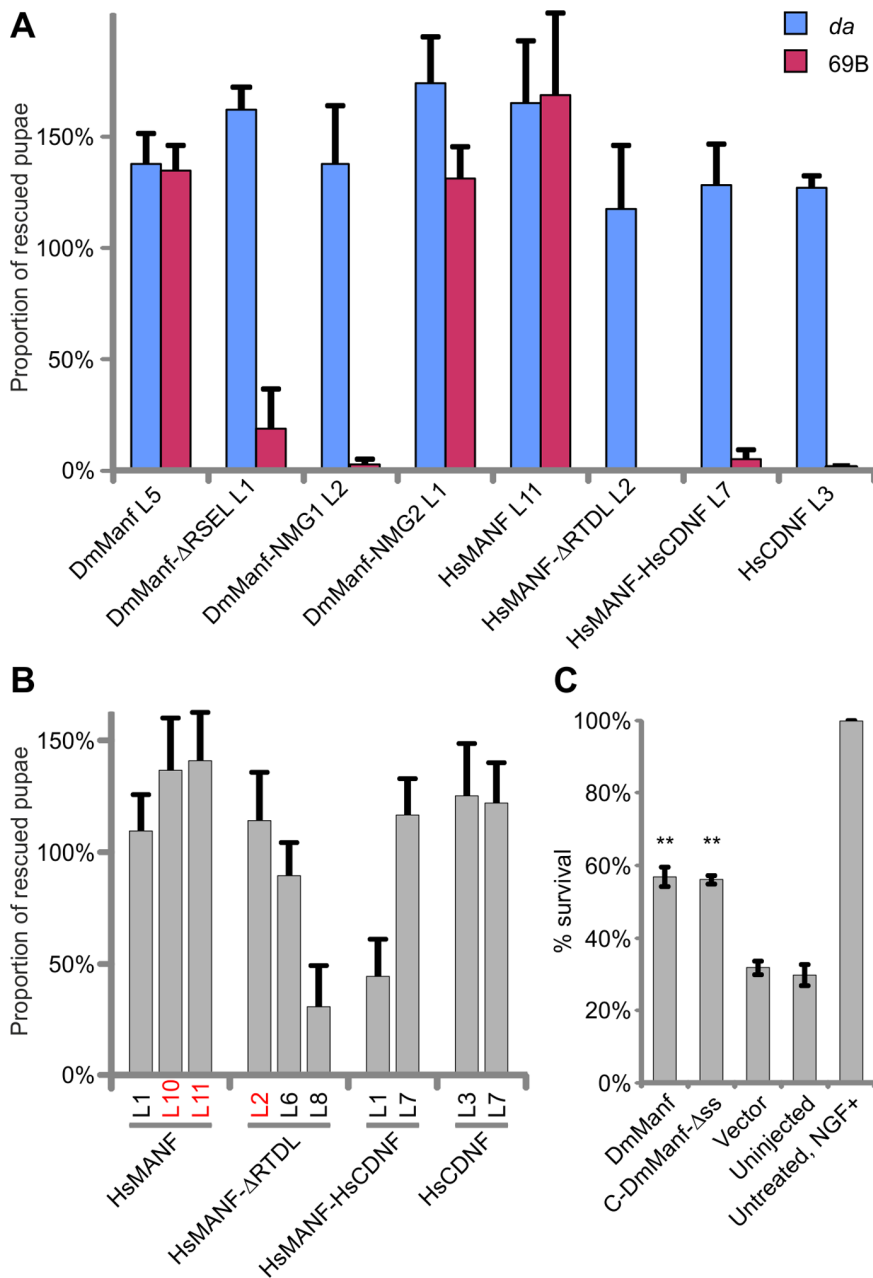 A
da
69B
Proportion of rescued pupae
150%
100%
50%
0%
DmManf L5
DmManf-ΔRSEL L1
DmManf-NMG1 L2
DmManf-NMG2 L1
HsMANF L11
HsMANF-ΔRTDL L2
HsMANF-HsCDNF L7
HsCDNF L3
B
Proportion of rescued pupae
150%
100%
50%
0%
L1
L10
L11
L2
L6
L8
L1
L7
L3
L7
HsMANF
HsMANF-ΔRTDL
HsMANF-HsCDNF
HsCDNF
C
% survival
100%
80%
60%
40%
20%
0%
**
**
DmManf
C-DmManf-Δss
Vector
Uninjected
Untreated, NGF+